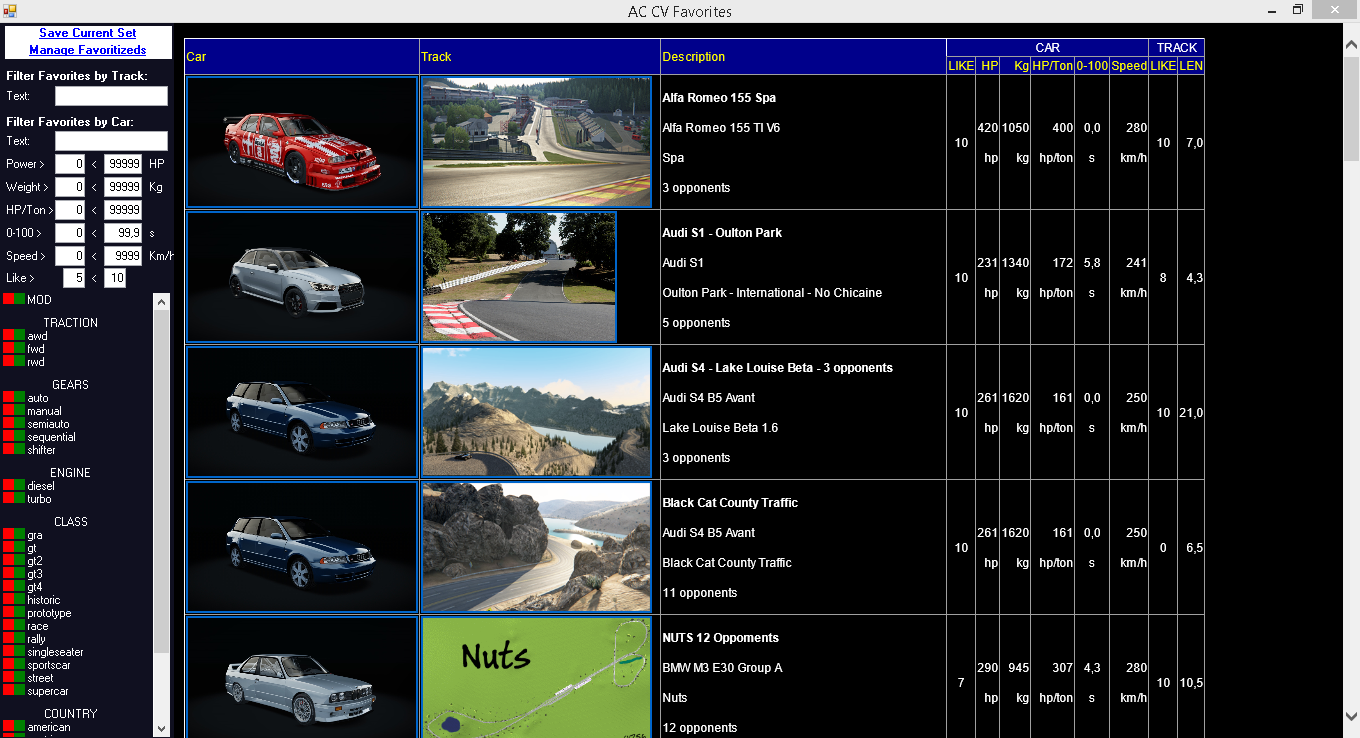 AC CV Favorites
Save Current Set
Manage Favoritizeds
Filter Favorites by Track:
Text:
Filter Favorites by Car:
Text:
Power > 0 < 99999 HP
Weight > 0 < 99999 Kg
HP/Ton > 0 < 99999
0-100 > 0 < 99,9 s
Speed > 0 < 9999 Km/h
Like > 5 < 10
MOD
TRACTION
awd
fwd
rwd
GEARS
auto
manual
semiauto
sequential
shifter
ENGINE
diesel
turbo
CLASS
gra
gt
gt2
gt3
gt4
historic
prototype
race
rally
singleseater
sportscar
street
supercar
COUNTRY
american
CAR TRACK
Car Track Description LIKE HP Kg HP/Ton 0-100 Speed LIKE LEN
Alfa Romeo 155 Spa
Alfa Romeo 155 TI V6
Spa
3 opponents
10 420 hp 1050 kg 400 hp/ton 0,0 s 280 km/h 10 7,0
Audi S1 - Oulton Park
Audi S1
Oulton Park - International - No Chicaine
5 opponents
10 231 hp 1340 kg 172 hp/ton 5,8 s 241 km/h 8 4,3
Audi S4 - Lake Louise Beta - 3 opponents
Audi S4 B5 Avant
Lake Louise Beta 1.6
3 opponents
10 261 hp 1620 kg 161 hp/ton 0,0 s 250 km/h 10 21,0
Black Cat County Traffic
Audi S4 B5 Avant
Black Cat County Traffic
11 opponents
10 261 hp 1620 kg 161 hp/ton 0,0 s 250 km/h 0 6,5
Nuts
NUTS 12 Oppoments
BMW M3 E30 Group A
Nuts
12 opponents
7 290 hp 945 kg 307 hp/ton 4,3 s 280 km/h 10 10,5